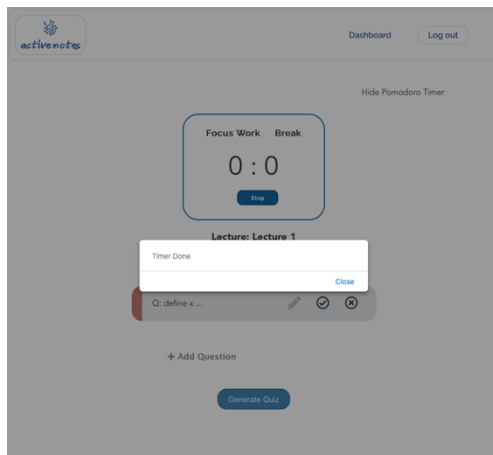 activenotes
Dashboard
Log out
Hide Pomodoro Timer
Focus Work Break
0 : 0
Stop
Lecture: Lecture 1
Timer Done
Close
Q: define x ...
+ Add Question
Generate Quiz